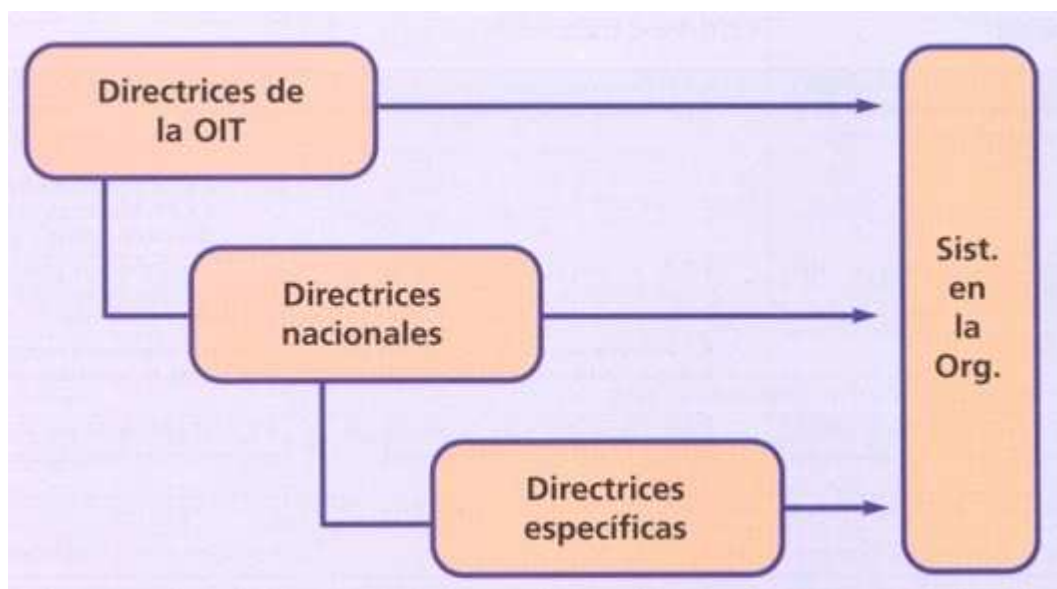 Directrices de
la OIT
Directrices
nacionales
Directrices
específicas
Sist.
en
la
Org.